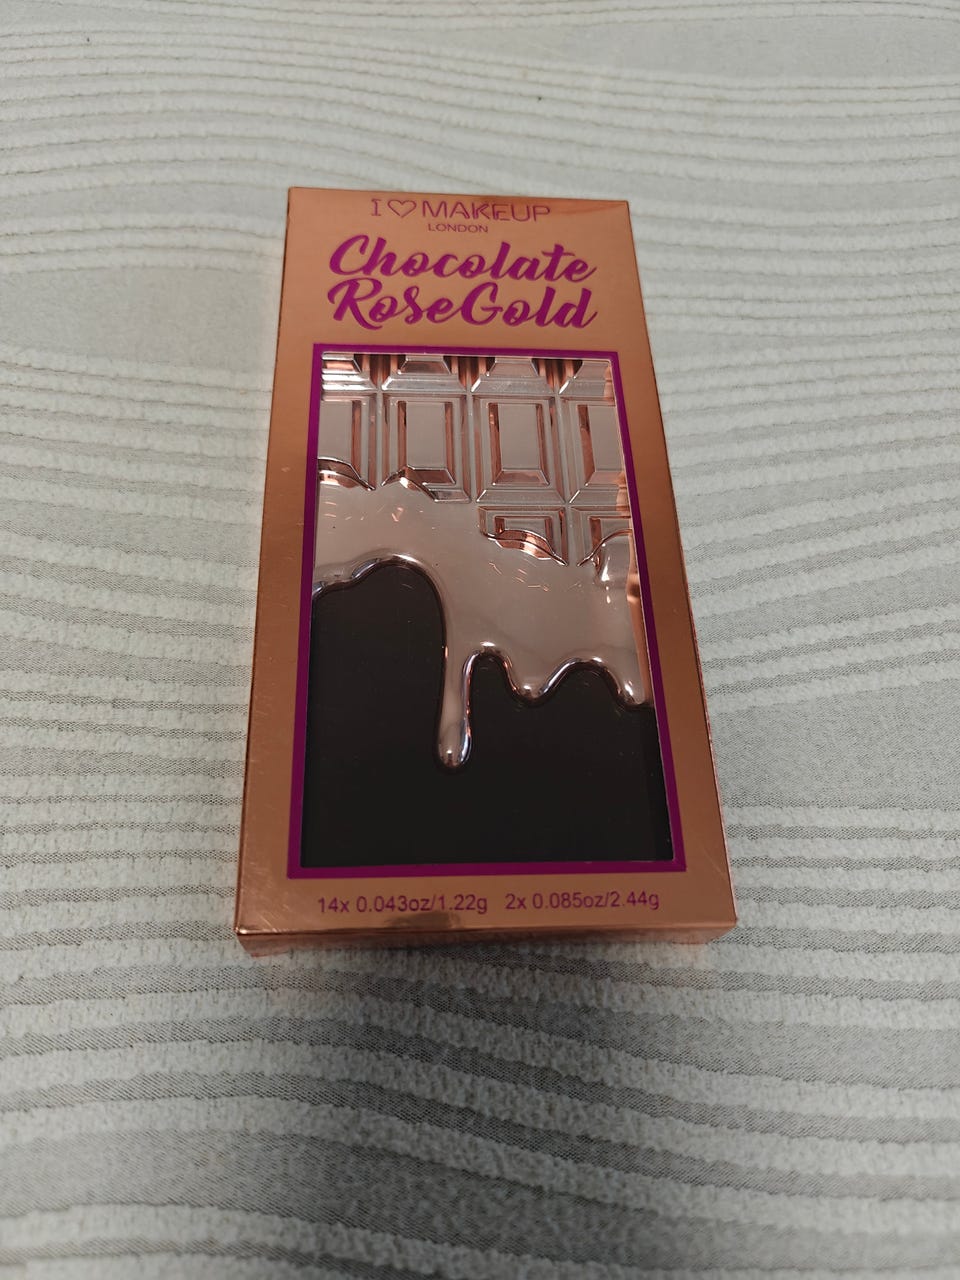 I ♡ MAKEUP
LONDON
Chocolate
RoseGold
14x 0.043oz/1.22g 2x 0.085oz/2.44g